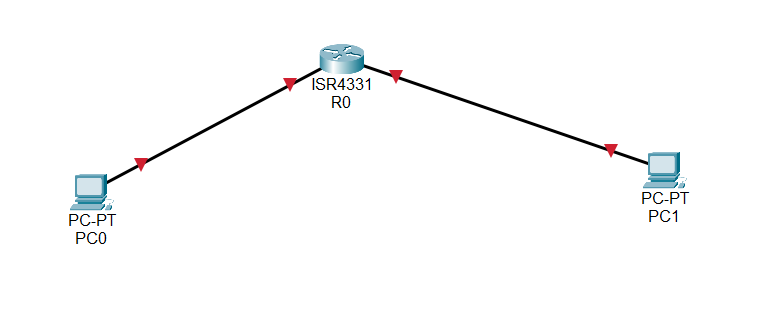 ISR4331
R0
PC-PT
PC0
PC-PT
PC1